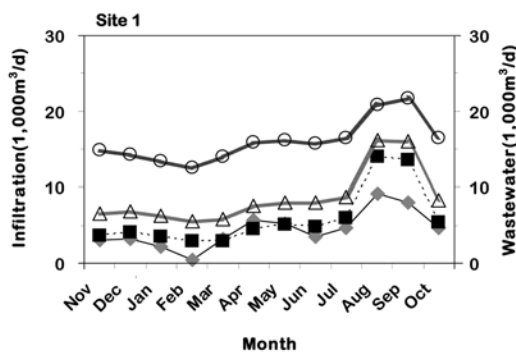 Site 1
30 30
20 20
10 10
0 0
Infiltration(1,000m³/d)
Wastewater(1,000m³/d)
Nov Dec Jan Feb Mar Apr May Jun Jul Aug Sep Oct
Month